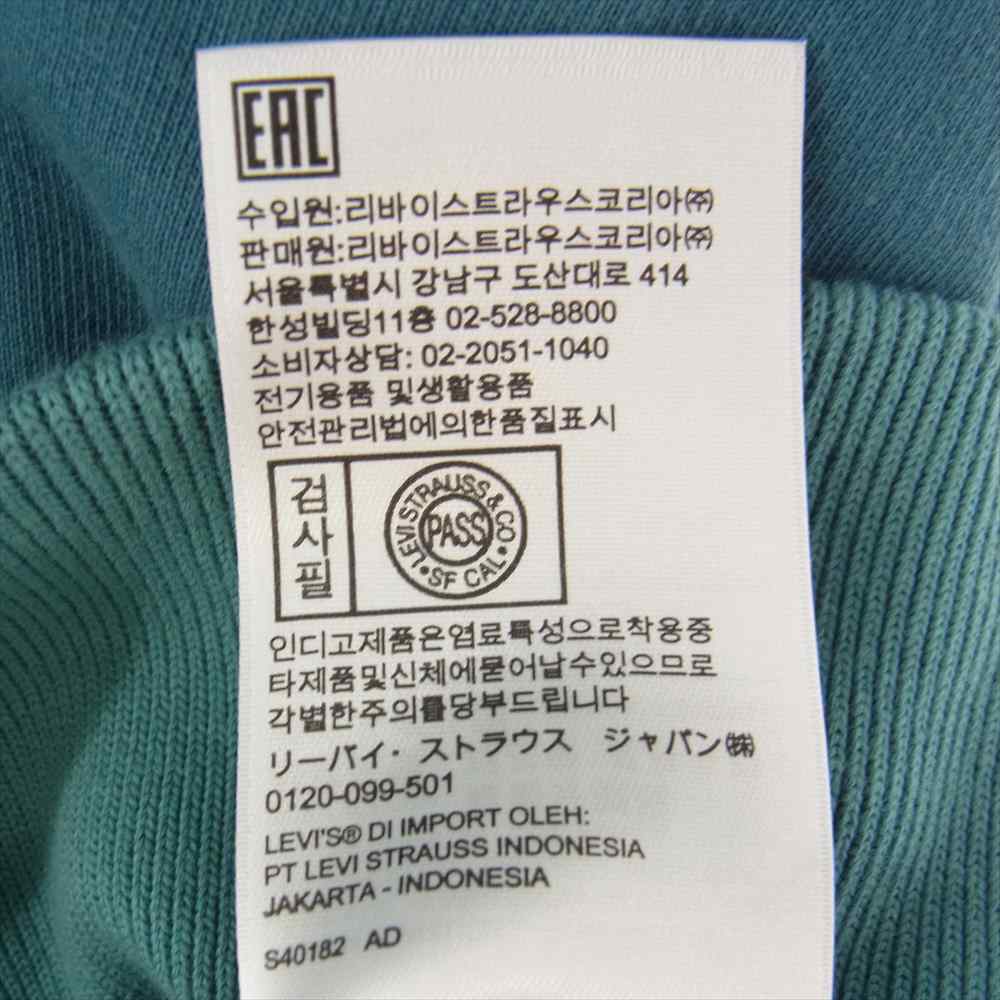 EAC
수입원:리바이스트라우스코리아㈜
판매원:리바이스트라우스코리아㈜
서울특별시 강남구 도산대로 414
한성빌딩11층 02-528-8800
소비자상담: 02-2051-1040
전기용품 및생활용품
안전관리법에의한품질표시
검사필
LEVI STRAUSS & CO
PASS
• SF CAL •
인디고제품은염료특성으로착용중
타제품및신체에묻어날수있으므로
각별한주의를당부드립니다
リーバイ・ストラウス ジャパン㈱
0120-099-501
LEVI'S® DI IMPORT OLEH:
PT LEVI STRAUSS INDONESIA
JAKARTA - INDONESIA
S40182 AD